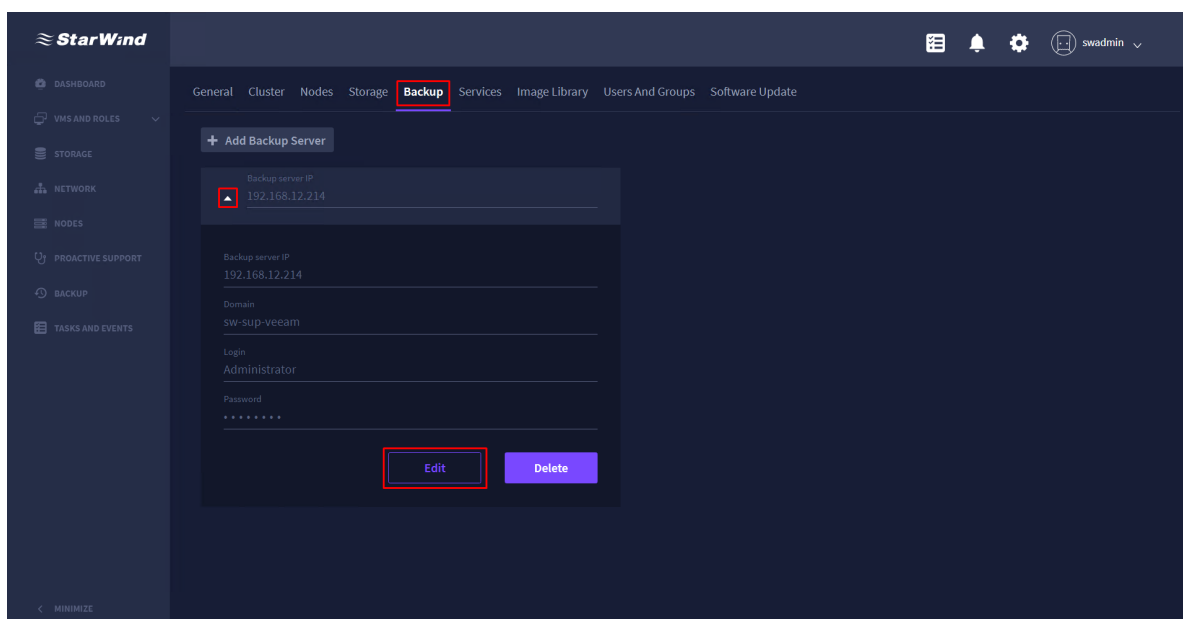 StarWind
swadmin
DASHBOARD
VMS AND ROLES
STORAGE
NETWORK
NODES
PROACTIVE SUPPORT
BACKUP
TASKS AND EVENTS
MINIMIZE
General Cluster Nodes Storage Backup Services Image Library Users And Groups Software Update
+ Add Backup Server
Backup server IP
192.168.12.214
Backup server IP
192.168.12.214
Domain
sw-sup-veeam
Login
Administrator
Password
••••••••
Edit Delete